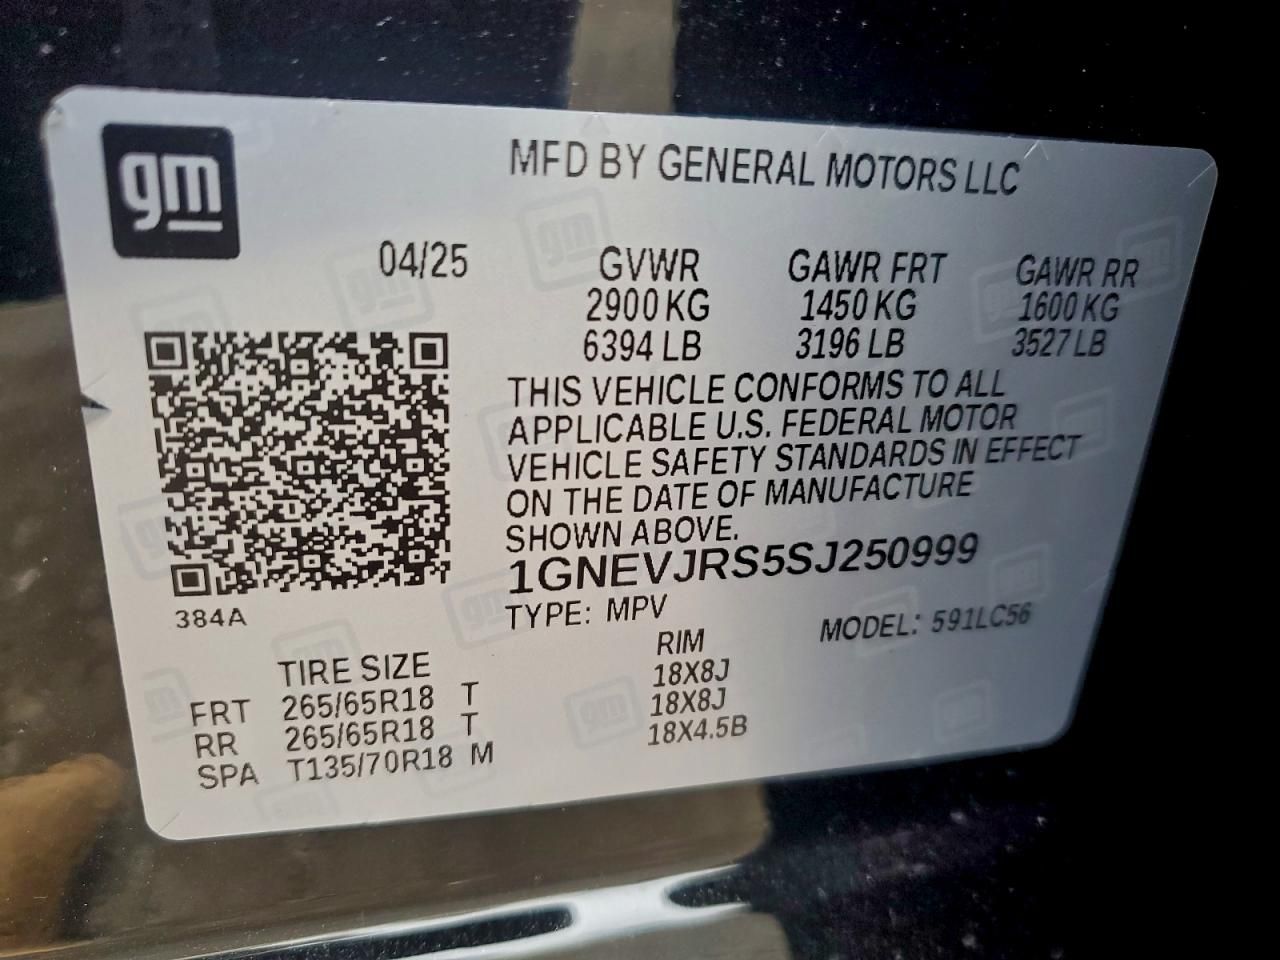 gm
MFD BY GENERAL MOTORS LLC
04/25 GVWR GAWR FRT GAWR RR
2900 KG 1450 KG 1600 KG
6394 LB 3196 LB 3527 LB
THIS VEHICLE CONFORMS TO ALL
APPLICABLE U.S. FEDERAL MOTOR
VEHICLE SAFETY STANDARDS IN EFFECT
ON THE DATE OF MANUFACTURE
SHOWN ABOVE.
1GNEVJRS5SJ250999
384A
TYPE: MPV MODEL: 591LC56
TIRE SIZE RIM
FRT 265/65R18 T 18X8J
RR 265/65R18 T 18X8J
SPA T135/70R18 M 18X4.5B